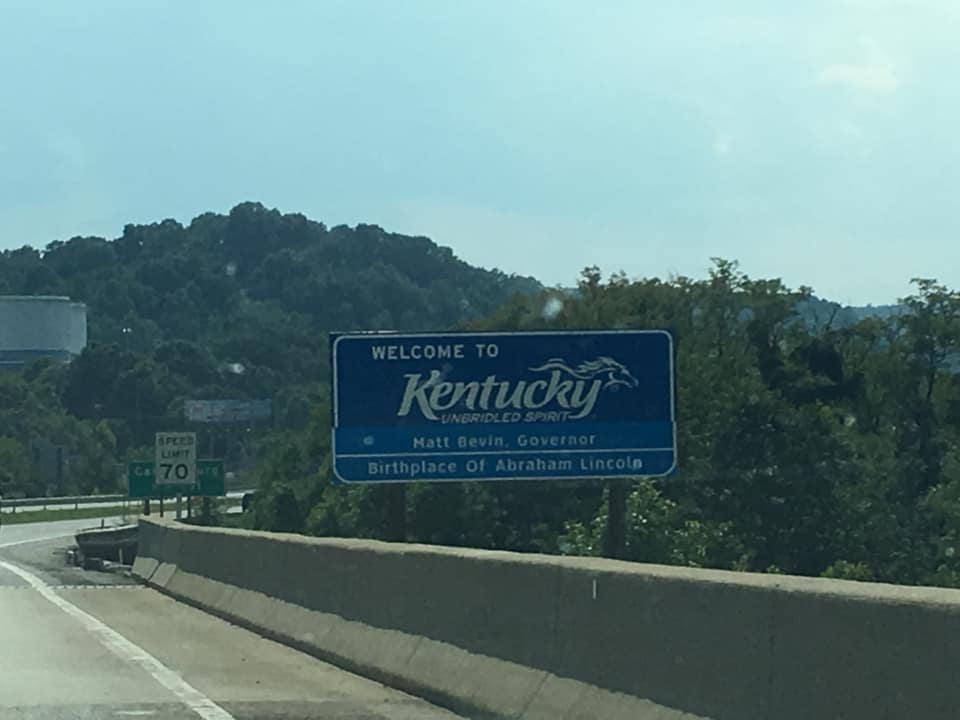 WELCOME TO
Kentucky
UNBRIDLED SPIRIT
Matt Bevin, Governor
Birthplace Of Abraham Lincoln
SPEED
LIMIT
70